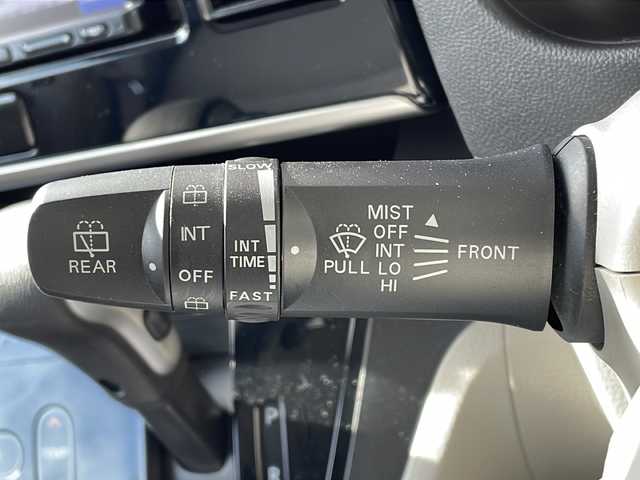 REAR
INT
OFF
SLOW
INT
TIME
FAST
PULL
MIST
OFF
INT
LO
HI
FRONT
P
R